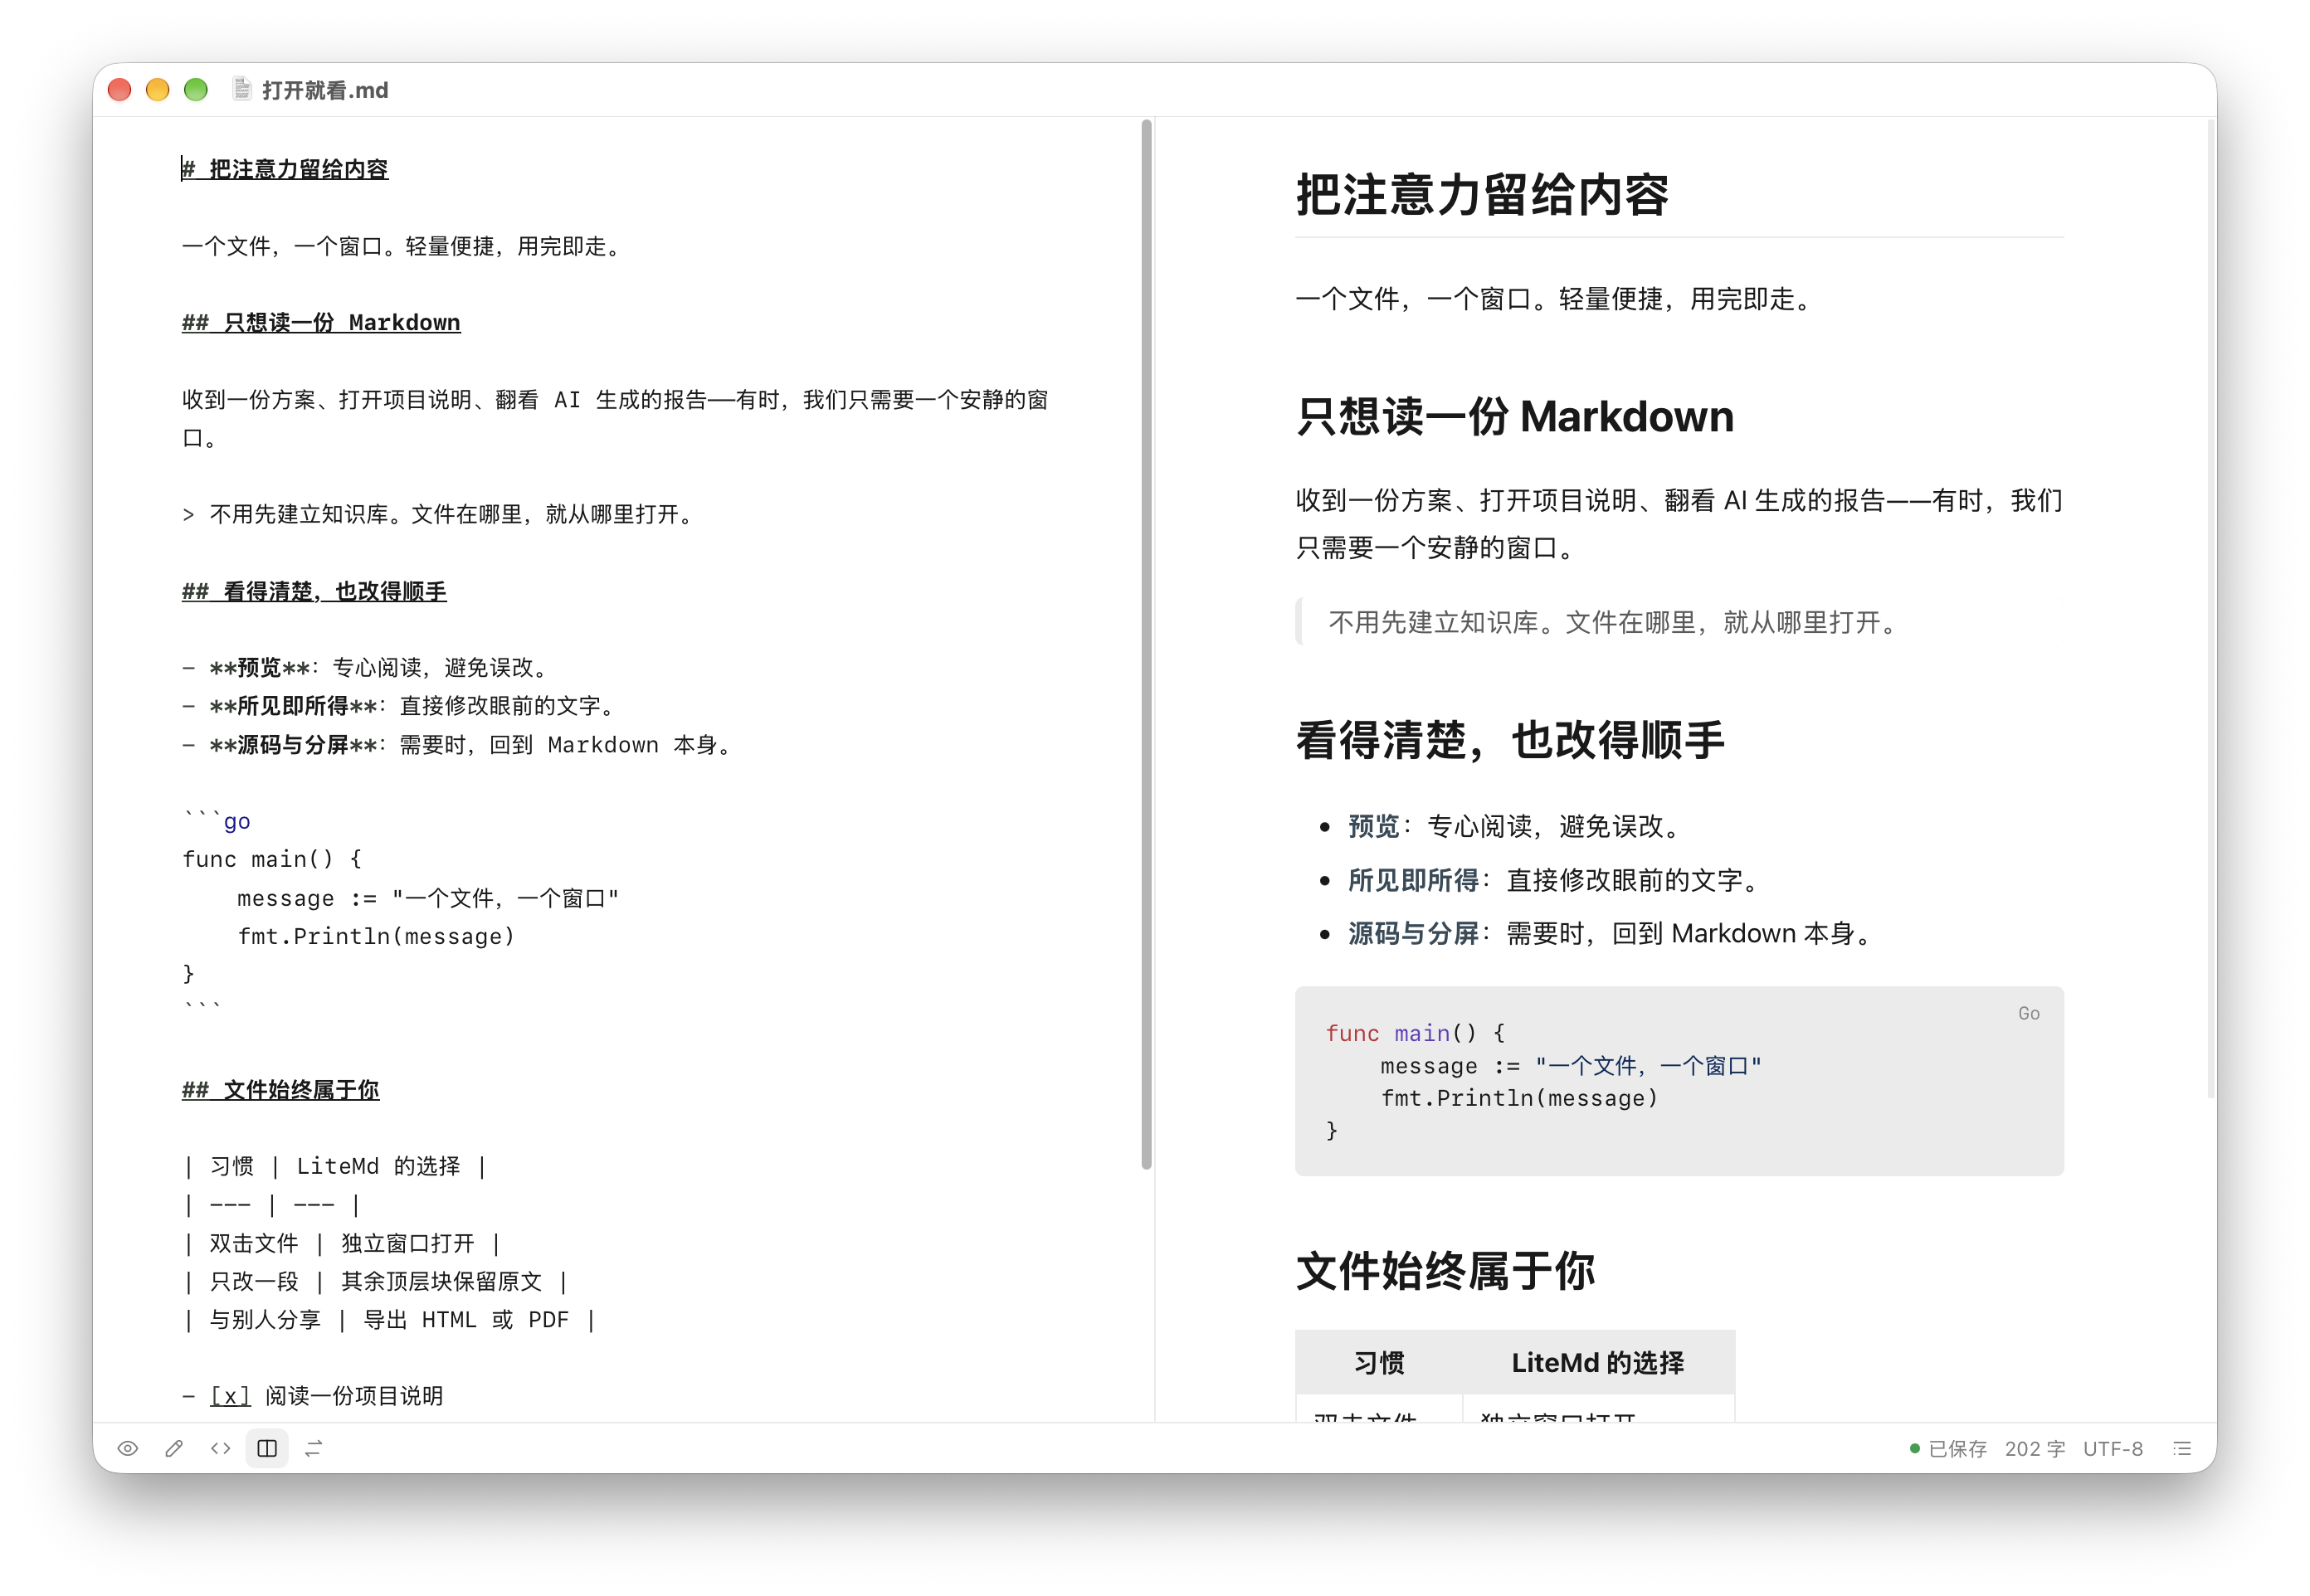 打开就看.md
# 把注意力留给内容
一个文件，一个窗口。轻量便捷，用完即走。
## 只想读一份 Markdown
收到一份方案、打开项目说明、翻看 AI 生成的报告——有时，我们只需要一个安静的窗
口。
> 不用先建立知识库。文件在哪里，就从哪里打开。
## 看得清楚，也改得顺手
- **预览**：专心阅读，避免误改。
- **所见即所得**：直接修改眼前的文字。
- **源码与分屏**：需要时，回到 Markdown 本身。
```go
func main() {
    message := "一个文件，一个窗口"
    fmt.Println(message)
}
```
## 文件始终属于你
| 习惯 | LiteMd 的选择 |
| --- | --- |
| 双击文件 | 独立窗口打开 |
| 只改一段 | 其余顶层块保留原文 |
| 与别人分享 | 导出 HTML 或 PDF |
- [x] 阅读一份项目说明
把注意力留给内容
一个文件，一个窗口。轻量便捷，用完即走。
只想读一份 Markdown
收到一份方案、打开项目说明、翻看 AI 生成的报告——有时，我们
只需要一个安静的窗口。
不用先建立知识库。文件在哪里，就从哪里打开。
看得清楚，也改得顺手
• 预览：专心阅读，避免误改。
• 所见即所得：直接修改眼前的文字。
• 源码与分屏：需要时，回到 Markdown 本身。
Go
func main() {
    message := "一个文件，一个窗口"
    fmt.Println(message)
}
文件始终属于你
习惯 LiteMd 的选择
双击文件 独立窗口打开
已保存 202 字 UTF-8